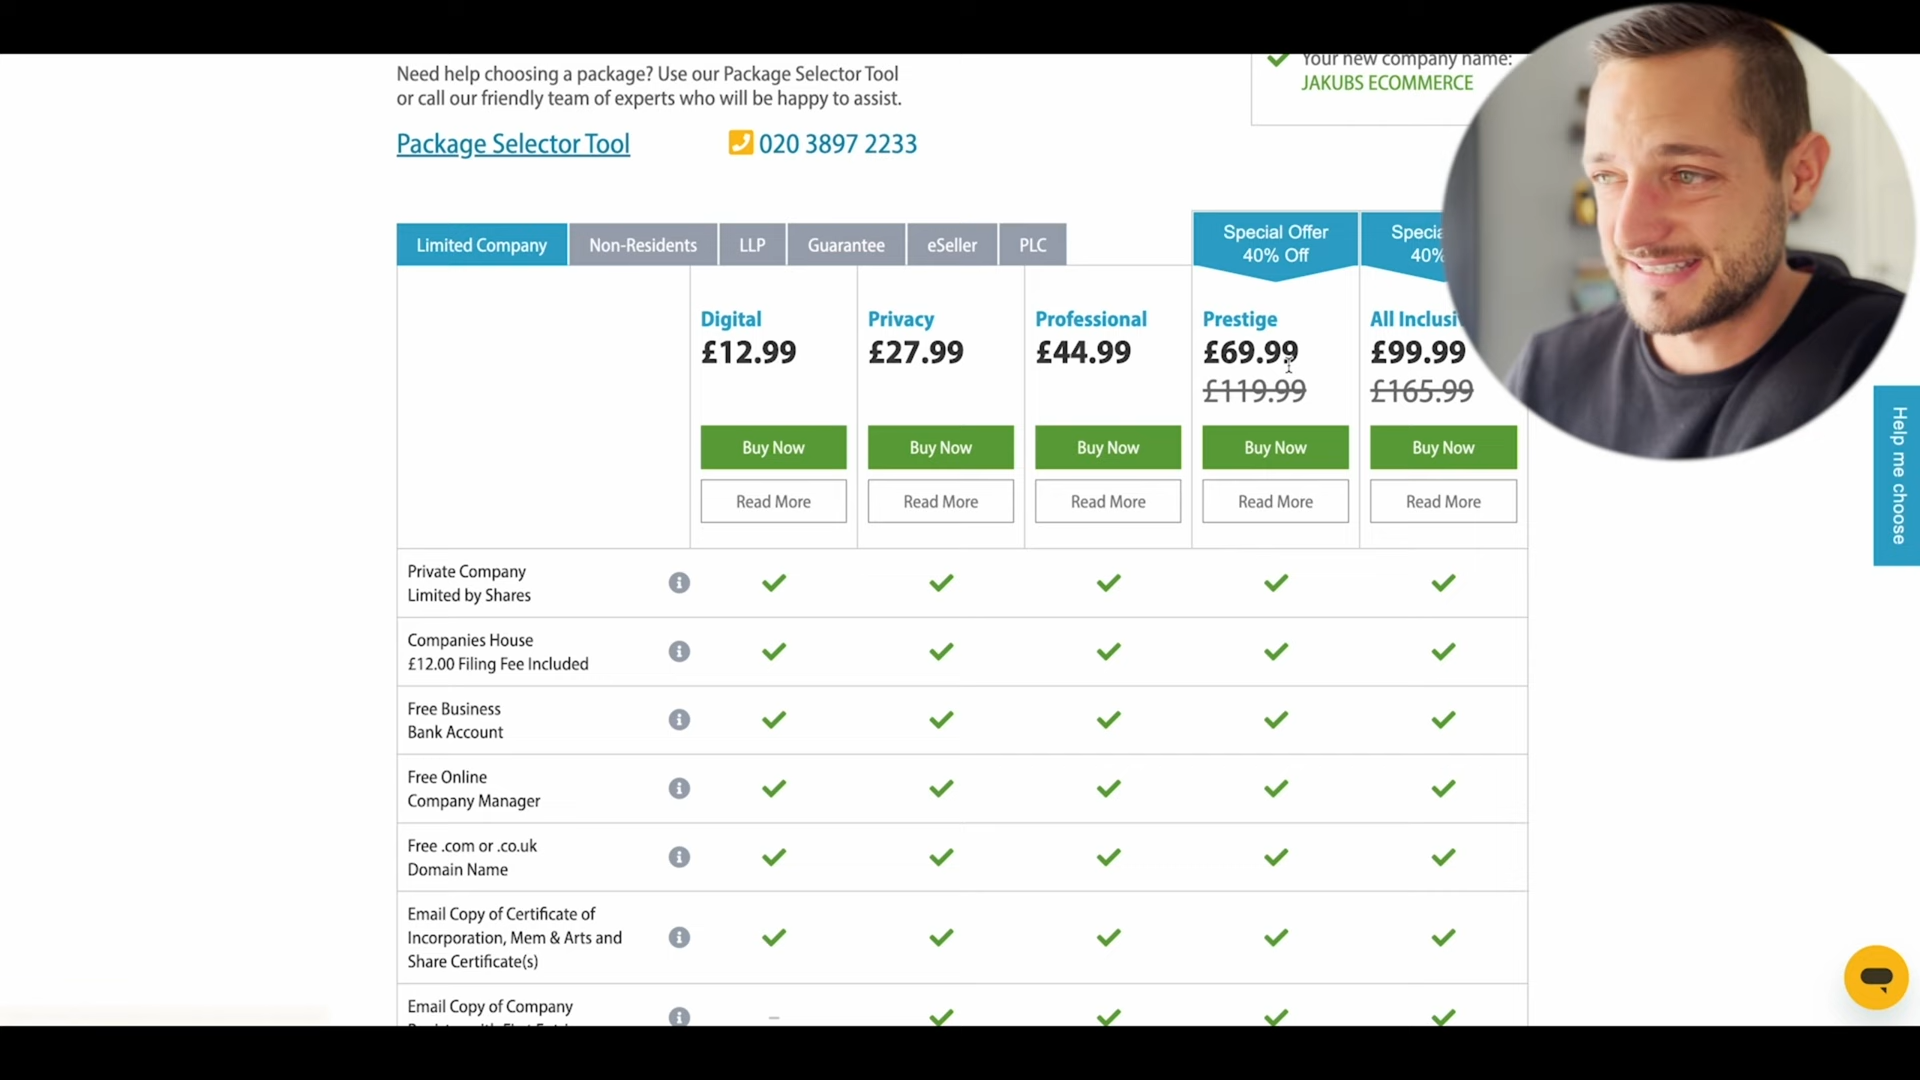 Need help choosing a package? Use our Package Selector Tool
or call our friendly team of experts who will be happy to assist.
Your new company name:
JAKUBS ECOMMERCE
Package Selector Tool
020 3897 2233
Limited Company
Non-Residents
LLP
Guarantee
eSeller
PLC
Special Offer
40% Off
40%
Digital
£12.99
Privacy
£27.99
Professional
£44.99
Prestige
£69.99
£119.99
All
£99.99
£165.99
Buy Now
Buy Now
Buy Now
Buy Now
Buy Now
Read More
Read More
Read More
Read More
Read More
Help me choose
Private Company
Limited by Shares
Companies House
£12.00 Filing Fee Included
Free Business
Bank Account
Free Online
Company Manager
Free .com or .co.uk
Domain Name
Email Copy of Certificate of
Incorporation, Mem & Arts and
Share Certificate(s)
Email Copy of Company